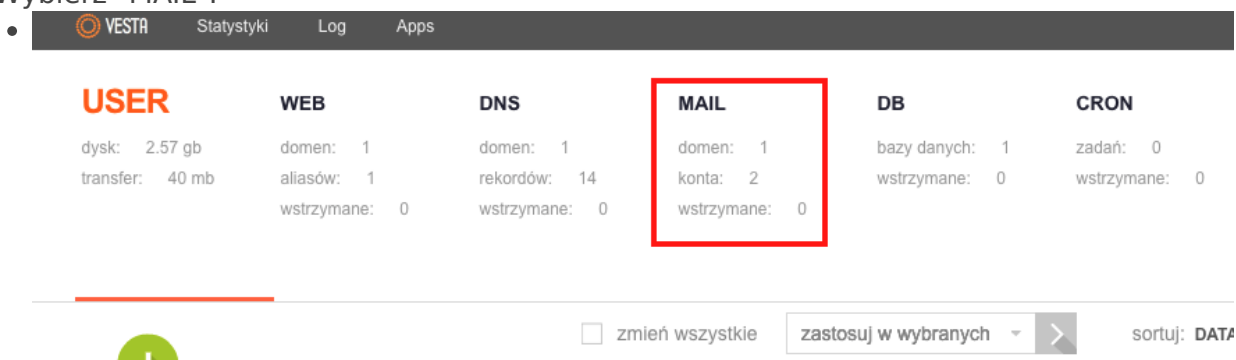 VESTA Statystyki Log Apps
USER WEB DNS MAIL DB CRON
dysk: 2.57 gb domen: 1 domen: 1 domen: 1 bazy danych: 1 zadań: 0
transfer: 40 mb aliasów: 1 rekordów: 14 konta: 2 wstrzymane: 0 wstrzymane: 0
wstrzymane: 0 wstrzymane: 0 wstrzymane: 0
zmień wszystkie zastosuj w wybranych sortuj: DATA